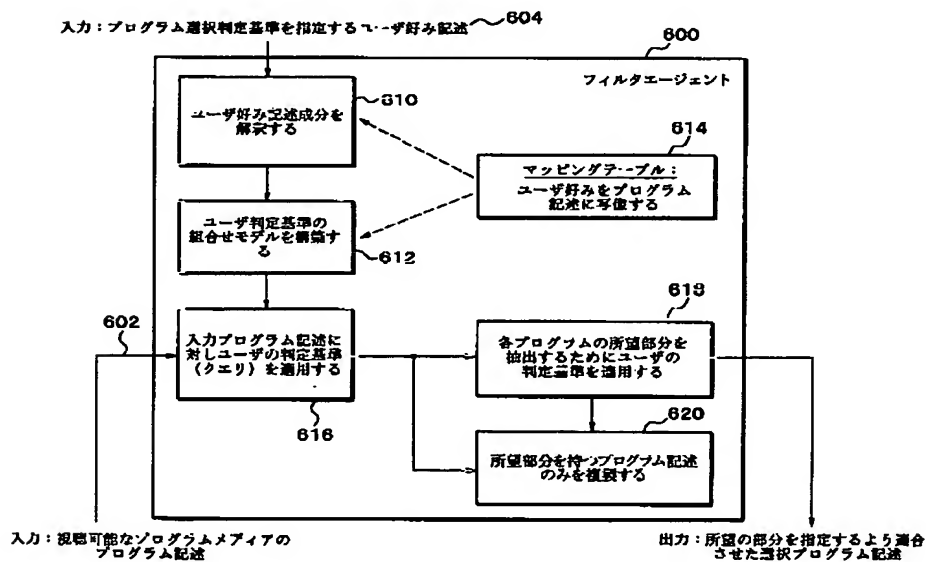 入力：プログラム選択判定基準を指定するユーザ好み記述
604
600
フィルタエージェント
610
ユーザ好み記述成分を
解釈する
614
マッピングテーブル：
ユーザ好みをプログラム
記述に写像する
ユーザ判定基準の
組合せモデルを構築す
る
612
618
602
入力プログラム記述に
対しユーザの判定基準
（クエリ）を適用する
各プログラムの所望部分を
抽出するためにユーザの
判定基準を適用する
616
620
所望部分を持つプログラム記述
のみを複製する
入力：視聴可能なプログラムメディアの
プログラム記述
出力：所望の部分を指定するよう適合
させた選択プログラム記述